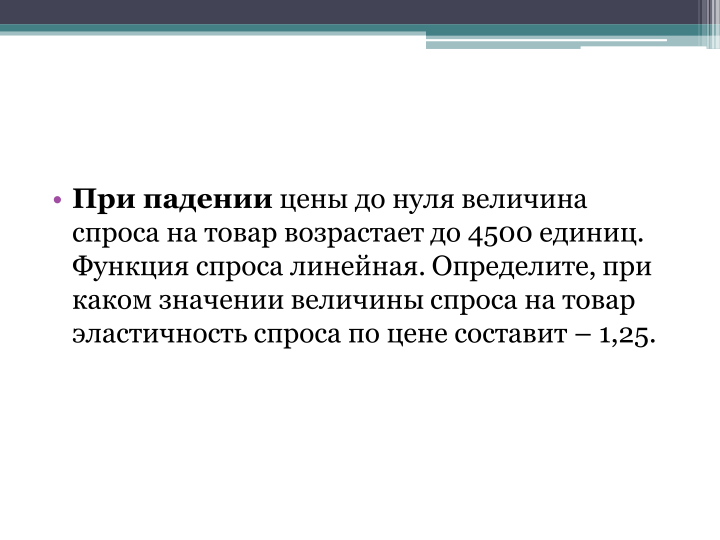 • При падении цены до нуля величина
спроса на товар возрастает до 4500 единиц.
Функция спроса линейная. Определите, при
каком значении величины спроса на товар
эластичность спроса по цене составит – 1,25.